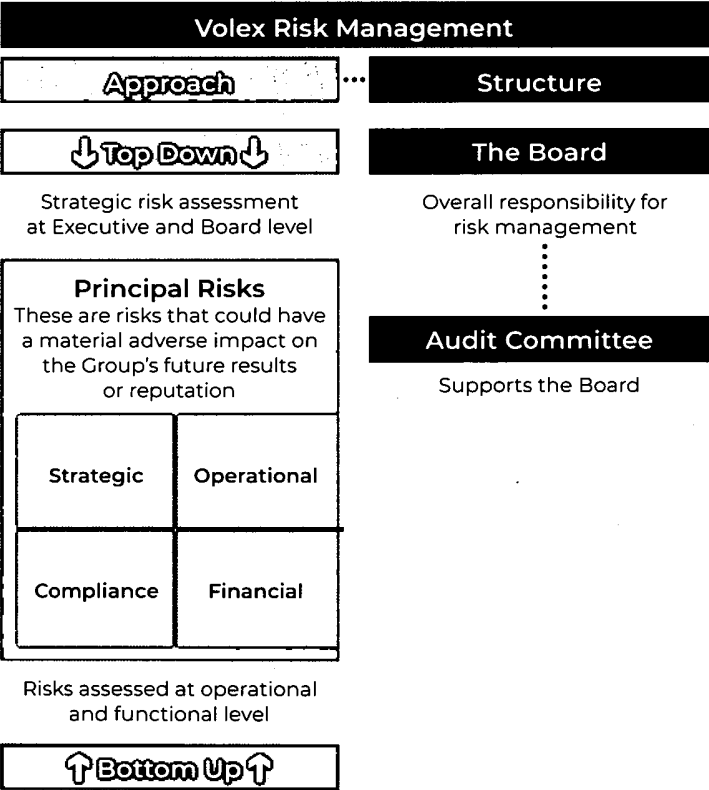 Volex Risk Management
Approach
Structure
Top Down
Strategic risk assessment
at Executive and Board level
Principal Risks
These are risks that could have
a material adverse impact on
the Group's future results
or reputation
Strategic
Operational
Compliance
Financial
Risks assessed at operational
and functional level
Bottom Up
The Board
Overall responsibility for
risk management
Audit Committee
Supports the Board